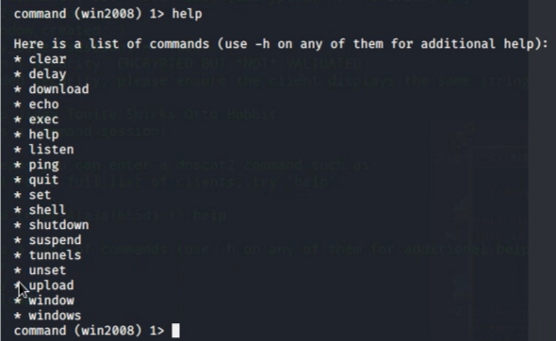 command (win2008) 1> help
Here is a list of commands (use -h on any of them for additional help):
* clear
* delay
* download
* echo
* exec
* help
* listen
* ping
* quit
* set
* shell
* shutdown
* suspend
* tunnels
* unset
* upload
* window
* windows
command (win2008) 1>